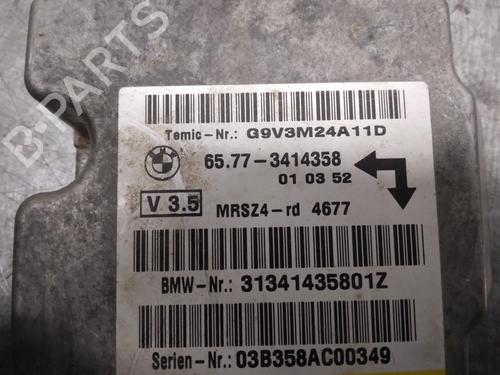 B-PARTS
Temic-Nr.: G9V3M24A11D
BMW
65.77-3414358
01 03 52
V 3.5
MRSZ4-rd 4677
BMW-Nr.: 31341435801Z
Serien-Nr.: 03B358AC00349